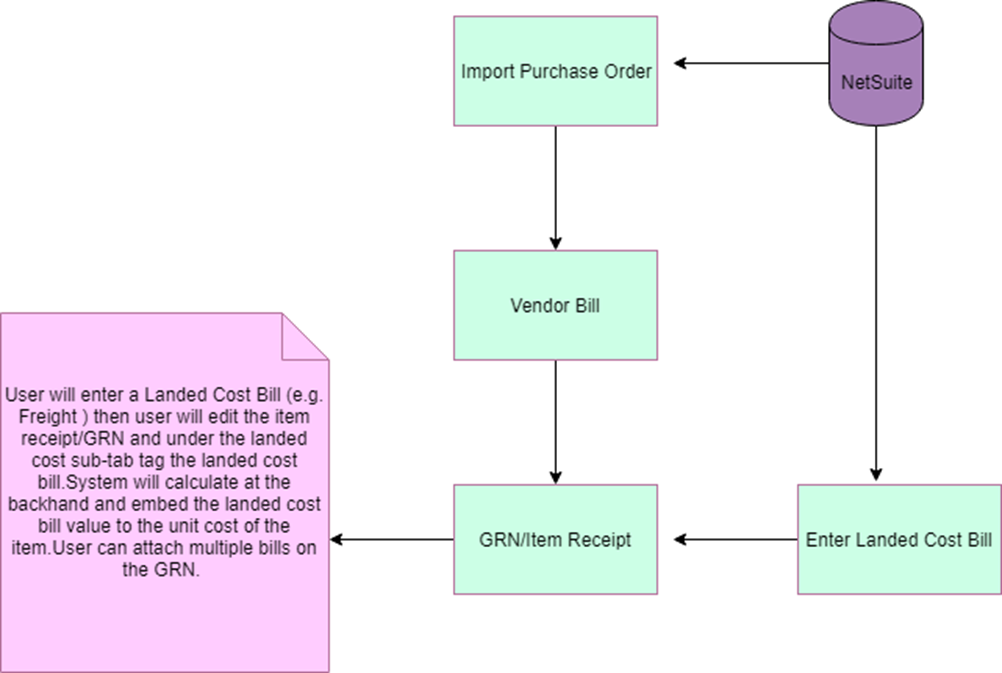 Import Purchase Order
NetSuite
Vendor Bill
User will enter a Landed Cost Bill (e.g.
Freight ) then user will edit the item
receipt/GRN and under the landed
cost sub-tab tag the landed cost
bill.System will calculate at the
backhand and embed the landed cost
bill value to the unit cost of the
item.User can attach multiple bills on
the GRN.
GRN/Item Receipt
Enter Landed Cost Bill